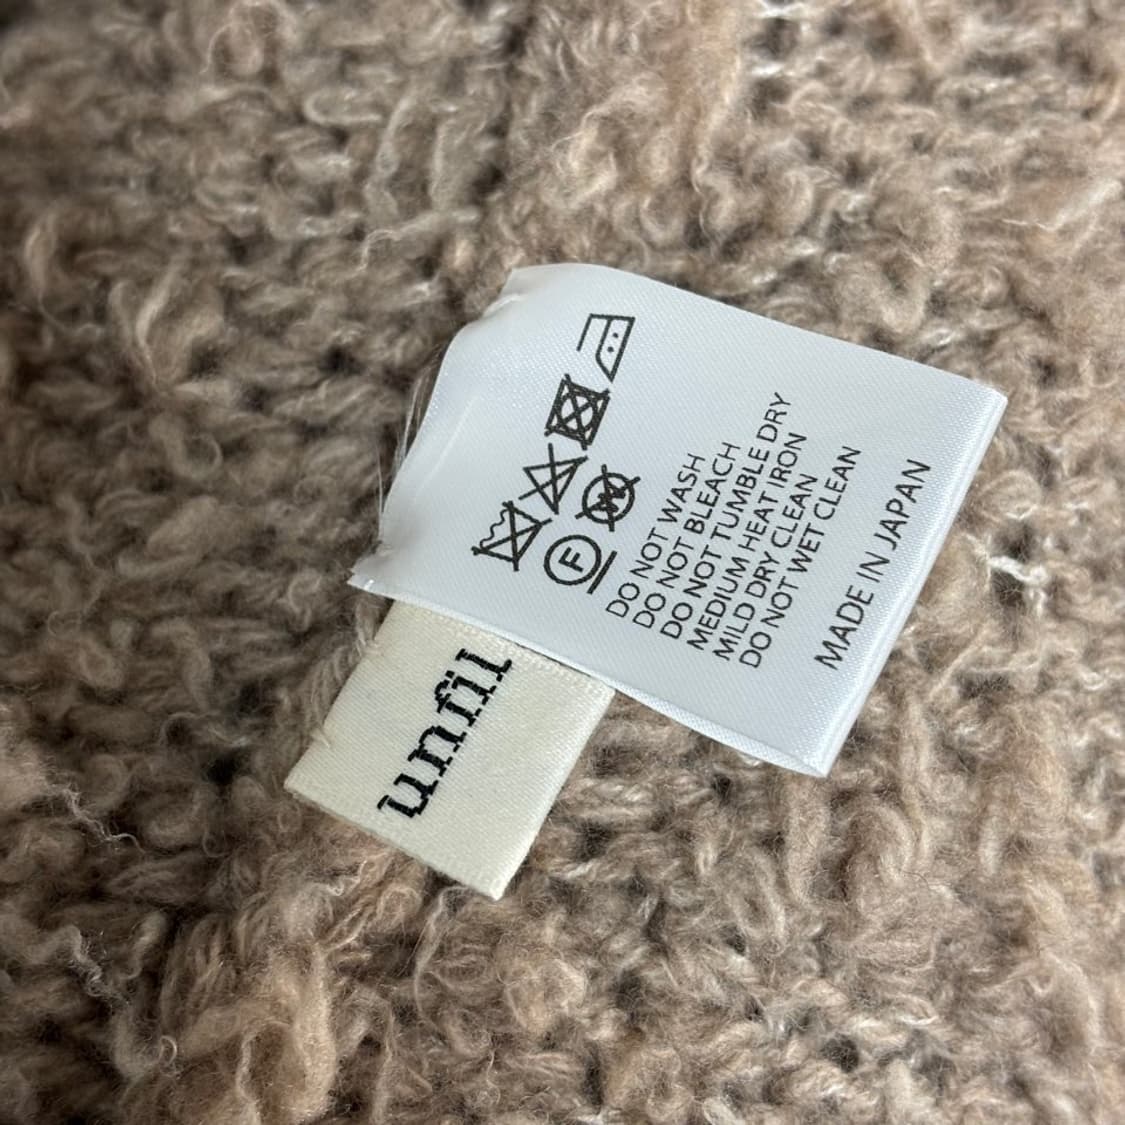 F
W
DO NOT WASH
DO NOT BLEACH
DO NOT TUMBLE DRY
MEDIUM HEAT IRON
MILD DRY CLEAN
DO NOT WET CLEAN
MADE IN JAPAN
unfil